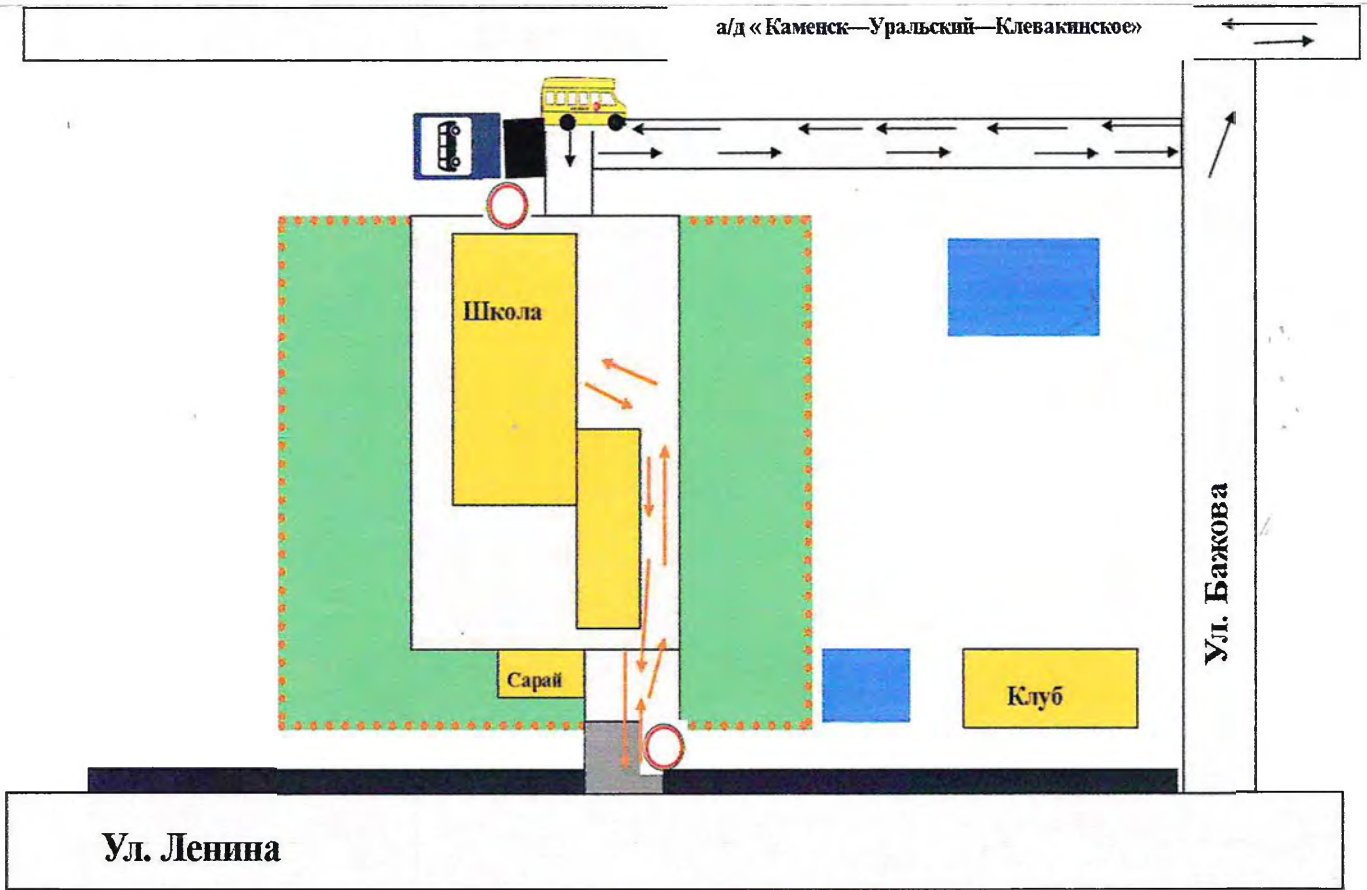 а/д « Каменск—Уральский—Клевакинское»
Школа
Ул. Бажова
Сарай
Клуб
Ул. Ленина